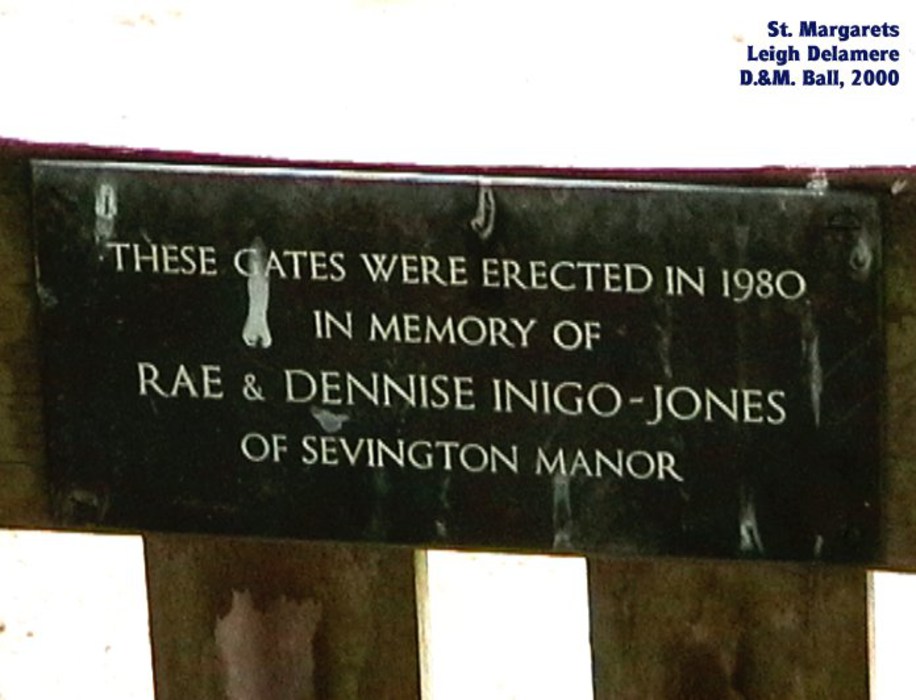 St. Margarets
Leigh Delamere
D.&M. Ball, 2000
THESE GATES WERE ERECTED IN 1980
IN MEMORY OF
RAE & DENNISE INIGO-JONES
OF SEVINGTON MANOR